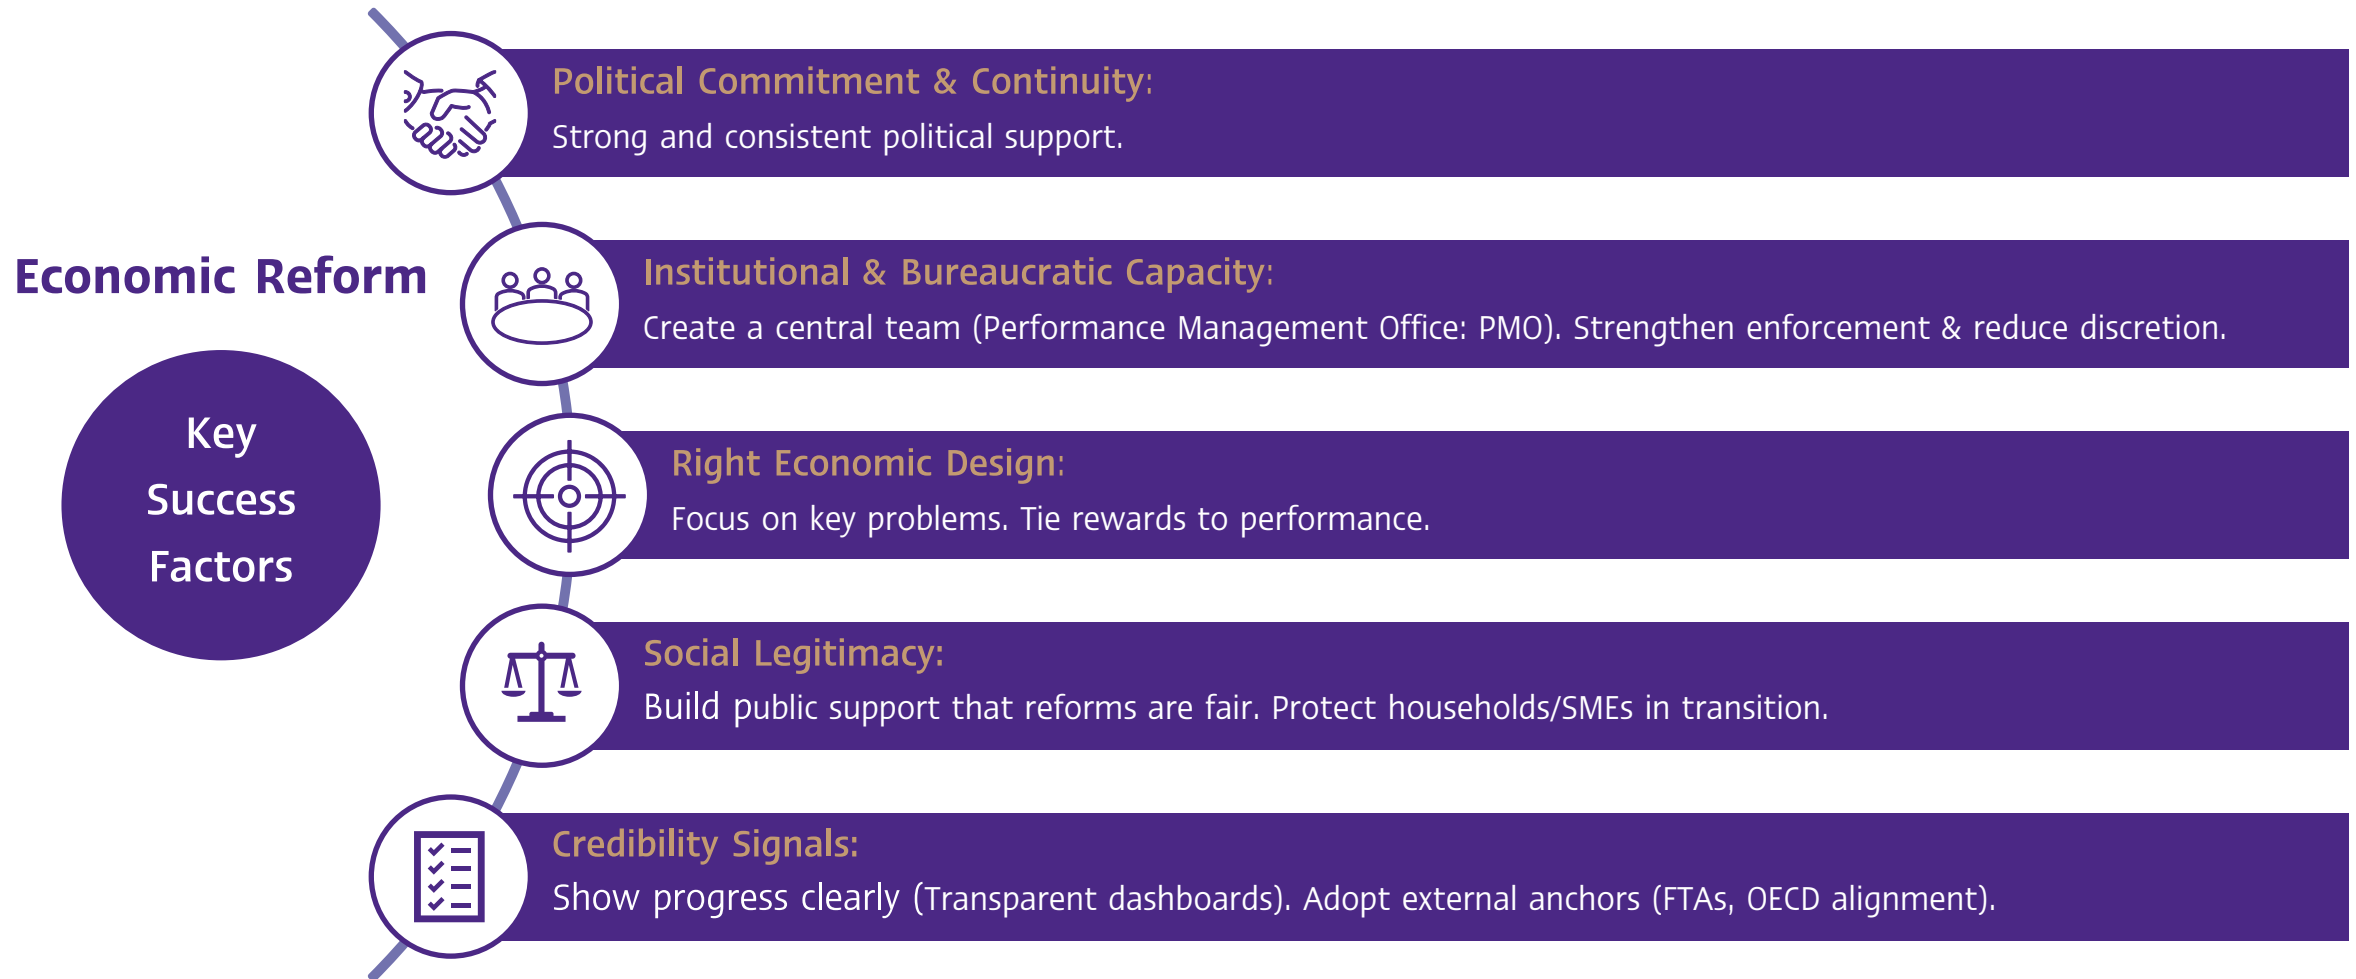 Economic Reform
Key
Success
Factors
Political Commitment & Continuity:
Strong and consistent political support.
Institutional & Bureaucratic Capacity:
Create a central team (Performance Management Office: PMO). Strengthen enforcement & reduce discretion.
Right Economic Design:
Focus on key problems. Tie rewards to performance.
Social Legitimacy:
Build public support that reforms are fair. Protect households/SMEs in transition.
Credibility Signals:
Show progress clearly (Transparent dashboards). Adopt external anchors (FTAs, OECD alignment).